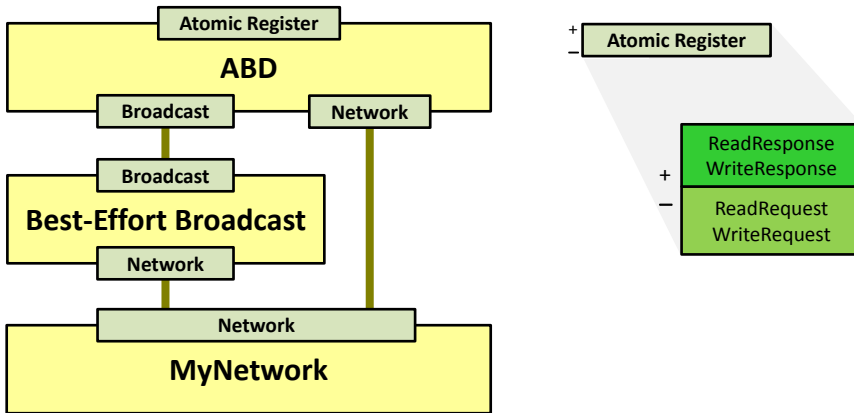 Atomic Register
ABD
Broadcast
Network
Broadcast
Best-Effort Broadcast
Network
Network
MyNetwork
+
−
Atomic Register
+
−
ReadResponse
WriteResponse
ReadRequest
WriteRequest